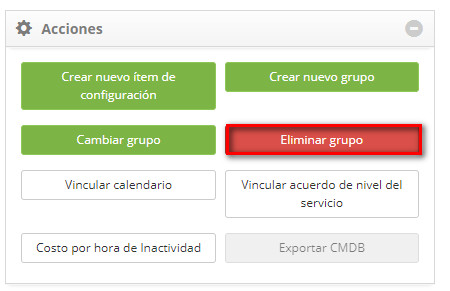 Acciones
Crear nuevo ítem de
configuración
Crear nuevo grupo
Cambiar grupo
Eliminar grupo
Vincular calendario
Vincular acuerdo de nivel del
servicio
Costo por hora de Inactividad
Exportar CMDB